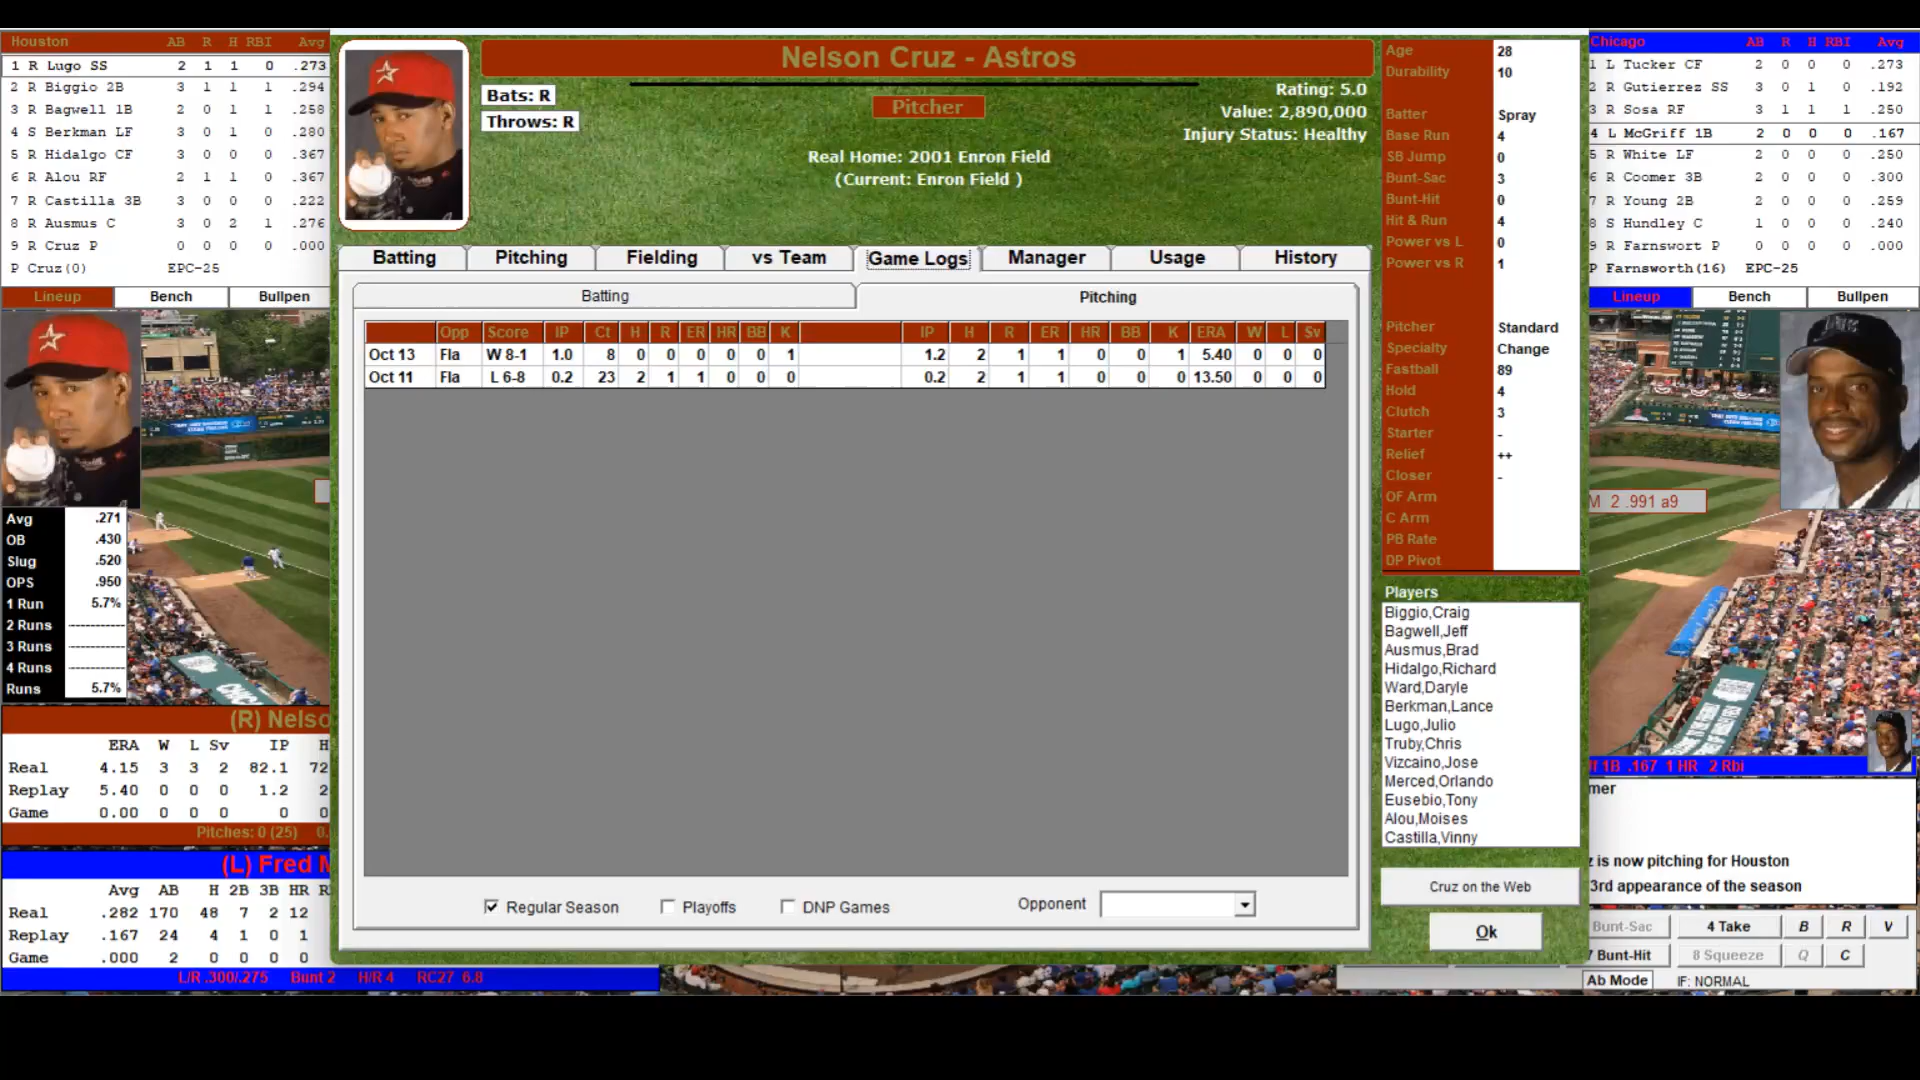 Houston AB R H RBI Avg
1 R Lugo SS 2 1 1 0 .273
2 R Biggio 2B 3 1 1 1 .294
3 R Bagwell 1B 2 0 1 1 .258
4 S Berkman LF 3 0 1 0 .280
5 R Hidalgo CF 3 0 0 0 .367
6 R Alou RF 2 1 1 0 .367
7 R Castilla 3B 3 0 0 0 .222
8 R Ausmus C 3 0 2 1 .276
9 R Cruz P 0 0 0 0 .000
P Cruz(0) EPC-25
Lineup Bench Bullpen
Avg .271
OB .430
Slug .520
OPS .950
1 Run 5.7%
2 Runs ------------
3 Runs ------------
4 Runs ------------
Runs 5.7%
(R) Nelso
ERA W L Sv IP H
Real 4.15 3 3 2 82.1 72
Replay 5.40 0 0 0 1.2 2
Game 0.00 0 0 0 0 0
Pitches: 0 (25) 0.
(L) Fred M
Avg AB H 2B 3B HR R
Real .282 170 48 7 2 12
Replay .167 24 4 1 0 1
Game .000 2 0 0 0 0
L/R .300/.275 Bunt 2 H/R 4 RC27 6.8
Nelson Cruz - Astros
Bats: R
Throws: R
Pitcher
Rating: 5.0
Value: 2,890,000
Injury Status: Healthy
Real Home: 2001 Enron Field
(Current: Enron Field )
Batting Pitching Fielding vs Team Game Logs Manager Usage History
Batting Pitching
Opp Score IP Ct H R ER HR BB K IP H R ER HR BB K ERA W L Sv
Oct 13 Fla W 8-1 1.0 8 0 0 0 0 0 1 1.2 2 1 1 0 0 1 5.40 0 0 0
Oct 11 Fla L 6-8 0.2 23 2 1 1 0 0 0 0.2 2 1 1 0 0 0 13.50 0 0 0
Regular Season Playoffs DNP Games Opponent
Age 28
Durability 10
Batter Spray
Base Run 4
SB Jump 0
Bunt-Sac 3
Bunt-Hit 0
Hit & Run 4
Power vs L 0
Power vs R 1
Pitcher Standard
Specialty Change
Fastball 89
Hold 4
Clutch 3
Starter -
Relief ++
Closer -
OF Arm
C Arm
PB Rate
DP Pivot
Players
Biggio,Craig
Bagwell,Jeff
Ausmus,Brad
Hidalgo,Richard
Ward,Daryle
Berkman,Lance
Lugo,Julio
Truby,Chris
Vizcaino,Jose
Merced,Orlando
Eusebio,Tony
Alou,Moises
Castilla,Vinny
Cruz on the Web
Ok
Chicago AB R H RBI Avg
1 L Tucker CF 2 0 0 0 .273
2 R Gutierrez SS 3 0 1 0 .192
3 R Sosa RF 3 1 1 1 .250
4 L McGriff 1B 2 0 0 0 .167
5 R White LF 2 0 0 0 .250
6 R Coomer 3B 2 0 0 0 .300
7 R Young 2B 2 0 0 0 .259
8 S Hundley C 1 0 0 0 .240
9 R Farnswort P 0 0 0 0 .000
P Farnsworth(16) EPC-25
Lineup Bench Bullpen
M 2 .991 a9
1B .167 1 HR 2 Rbi
mer
z is now pitching for Houston
3rd appearance of the season
Bunt-Sac 4 Take B R V
7 Bunt-Hit 8 Squeeze Q C
Ab Mode IF: NORMAL